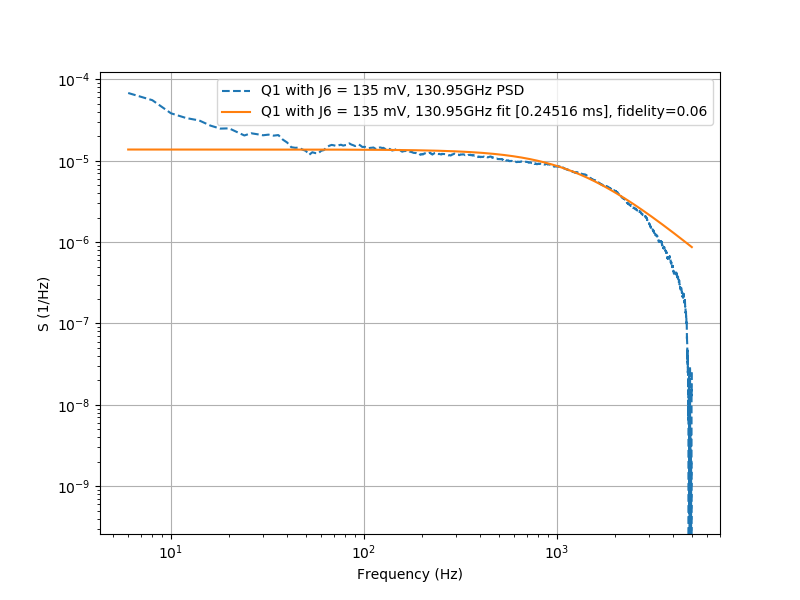 Q1 with J6 = 135 mV, 130.95GHz PSD
Q1 with J6 = 135 mV, 130.95GHz fit [0.24516 ms], fidelity=0.06
S (1/Hz)
10⁻⁴
10⁻⁵
10⁻⁶
10⁻⁷
10⁻⁸
10⁻⁹
10¹ 10² 10³
Frequency (Hz)